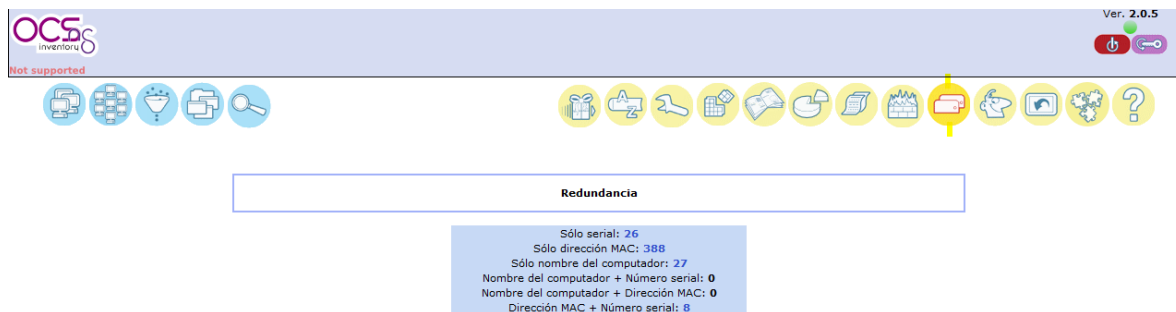 OCSng
inventory
Ver. 2.0.5
Not supported
A
Z
?
Redundancia
Sólo serial: 26
Sólo dirección MAC: 388
Sólo nombre del computador: 27
Nombre del computador + Número serial: 0
Nombre del computador + Dirección MAC: 0
Dirección MAC + Número serial: 8